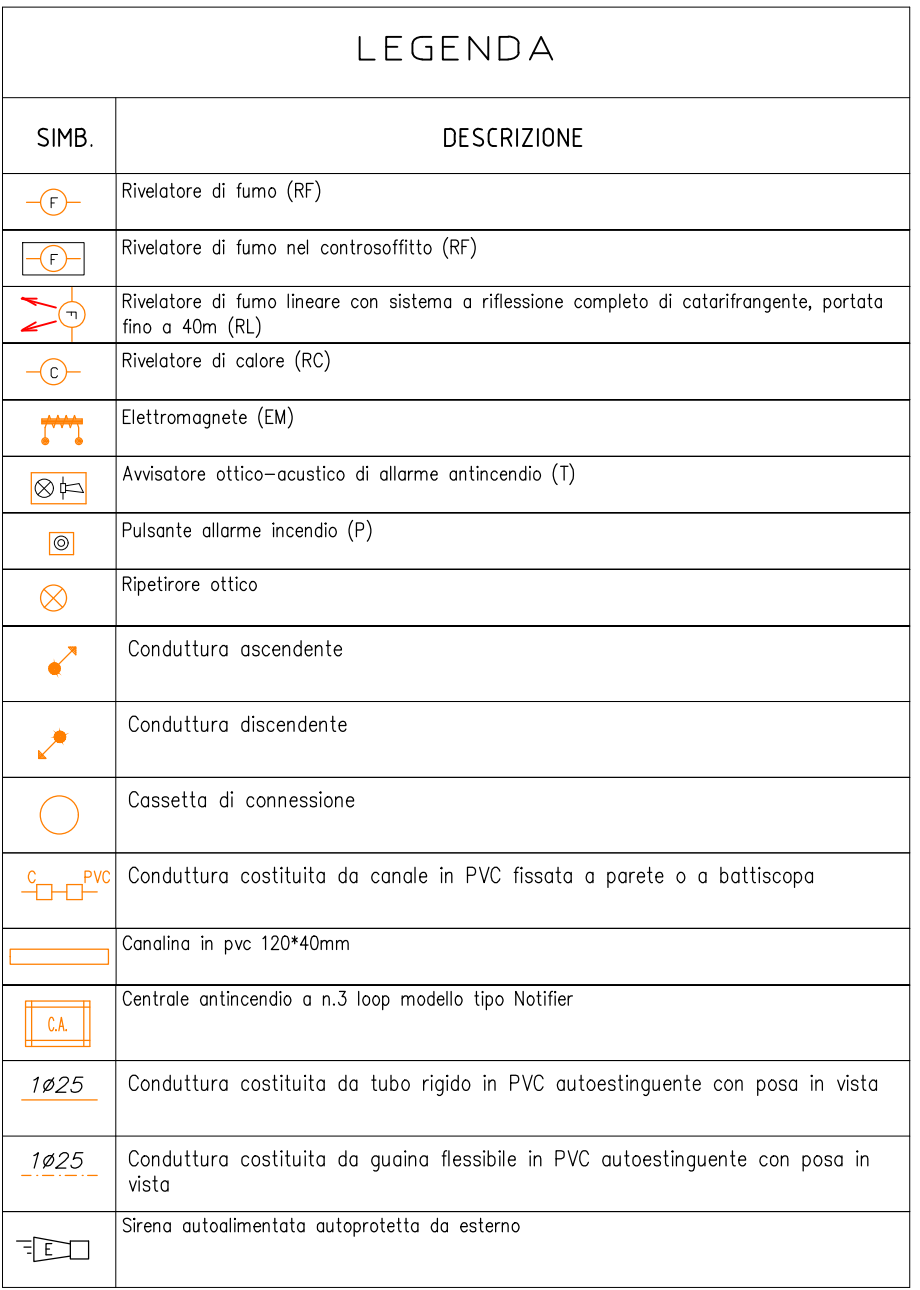 LEGENDA
SIMB. DESCRIZIONE
F Rivelatore di fumo (RF)
F Rivelatore di fumo nel controsoffitto (RF)
F Rivelatore di fumo lineare con sistema a riflessione completo di catarifrangente, portata
fino a 40m (RL)
C Rivelatore di calore (RC)
Elettromagnete (EM)
Avvisatore ottico-acustico di allarme antincendio (T)
Pulsante allarme incendio (P)
Ripetirore ottico
Conduttura ascendente
Conduttura discendente
Cassetta di connessione
C PVC Conduttura costituita da canale in PVC fissata a parete o a battiscopa
Canalina in pvc 120*40mm
C.A. Centrale antincendio a n.3 loop modello tipo Notifier
1ø25 Conduttura costituita da tubo rigido in PVC autoestinguente con posa in vista
1ø25 Conduttura costituita da guaina flessibile in PVC autoestinguente con posa in
vista
E Sirena autoalimentata autoprotetta da esterno